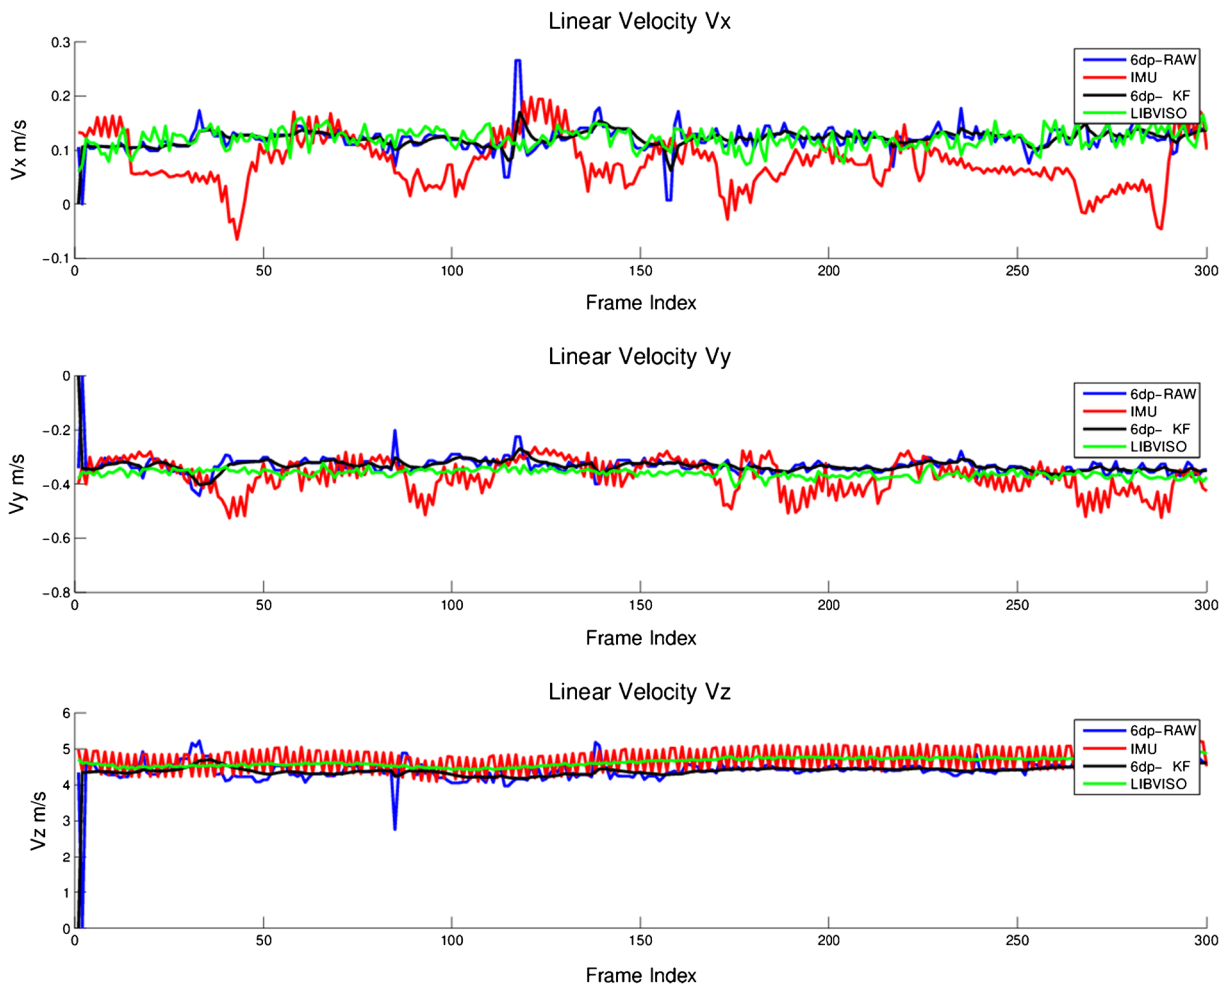 Linear Velocity Vx
0.3
0.2
0.1
0
−0.1
Vx m/s
6dp−RAW
IMU
6dp− KF
LIBVISO
0 50 100 150 200 250 300
Frame Index
Linear Velocity Vy
0
−0.2
−0.4
−0.6
−0.8
Vy m/s
6dp−RAW
IMU
6dp− KF
LIBVISO
0 50 100 150 200 250 300
Frame Index
Linear Velocity Vz
6
5
4
3
2
1
0
Vz m/s
6dp−RAW
IMU
6dp− KF
LIBVISO
0 50 100 150 200 250 300
Frame Index